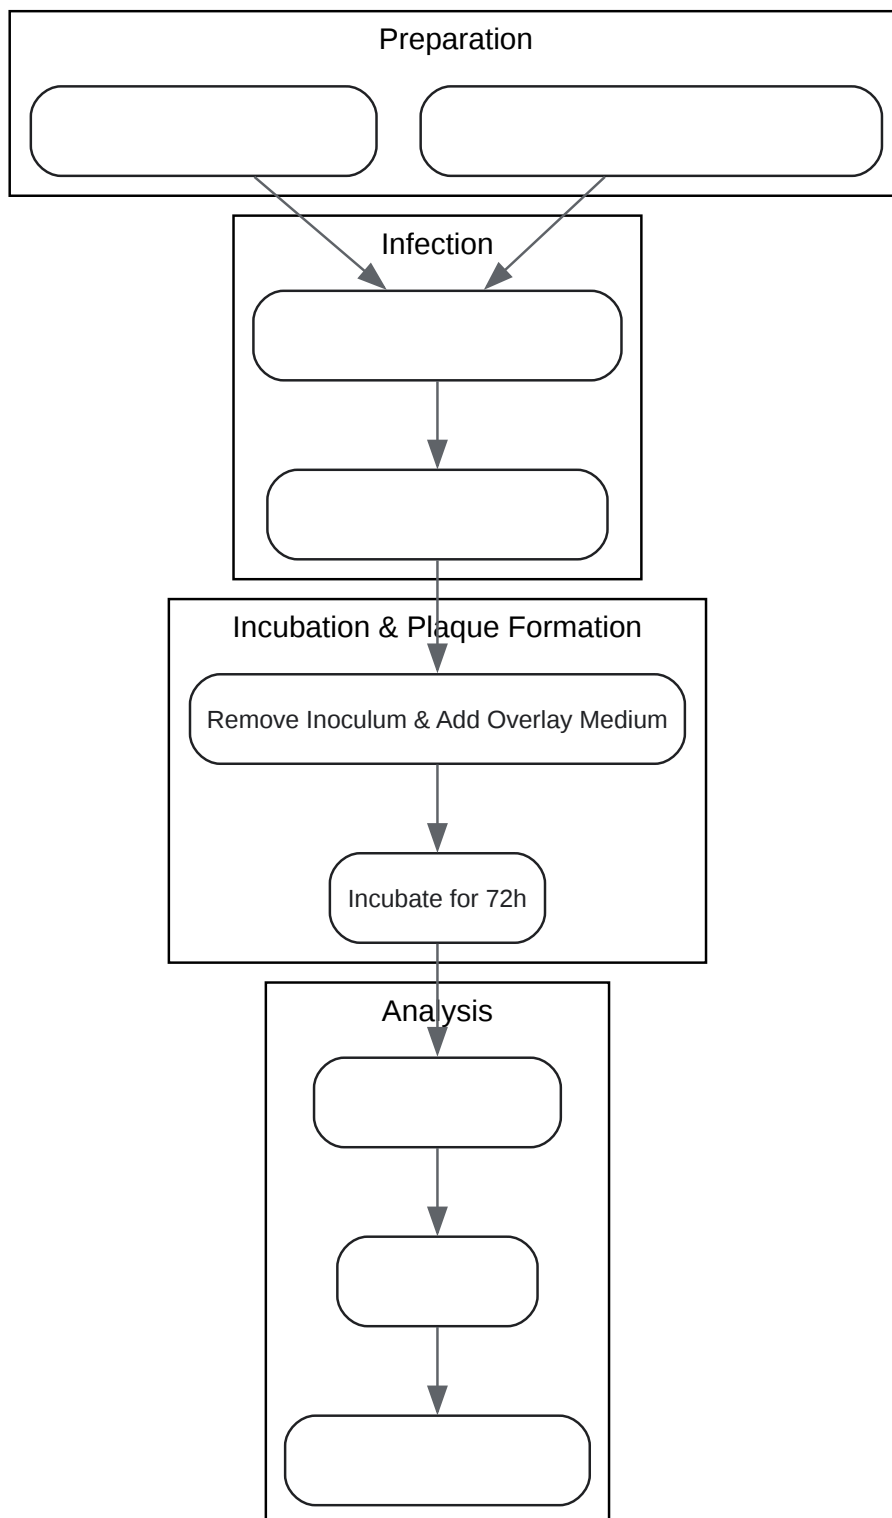 Preparation
Infection
Incubation & Plaque Formation
Remove Inoculum & Add Overlay Medium
Incubate for 72h
Analysis